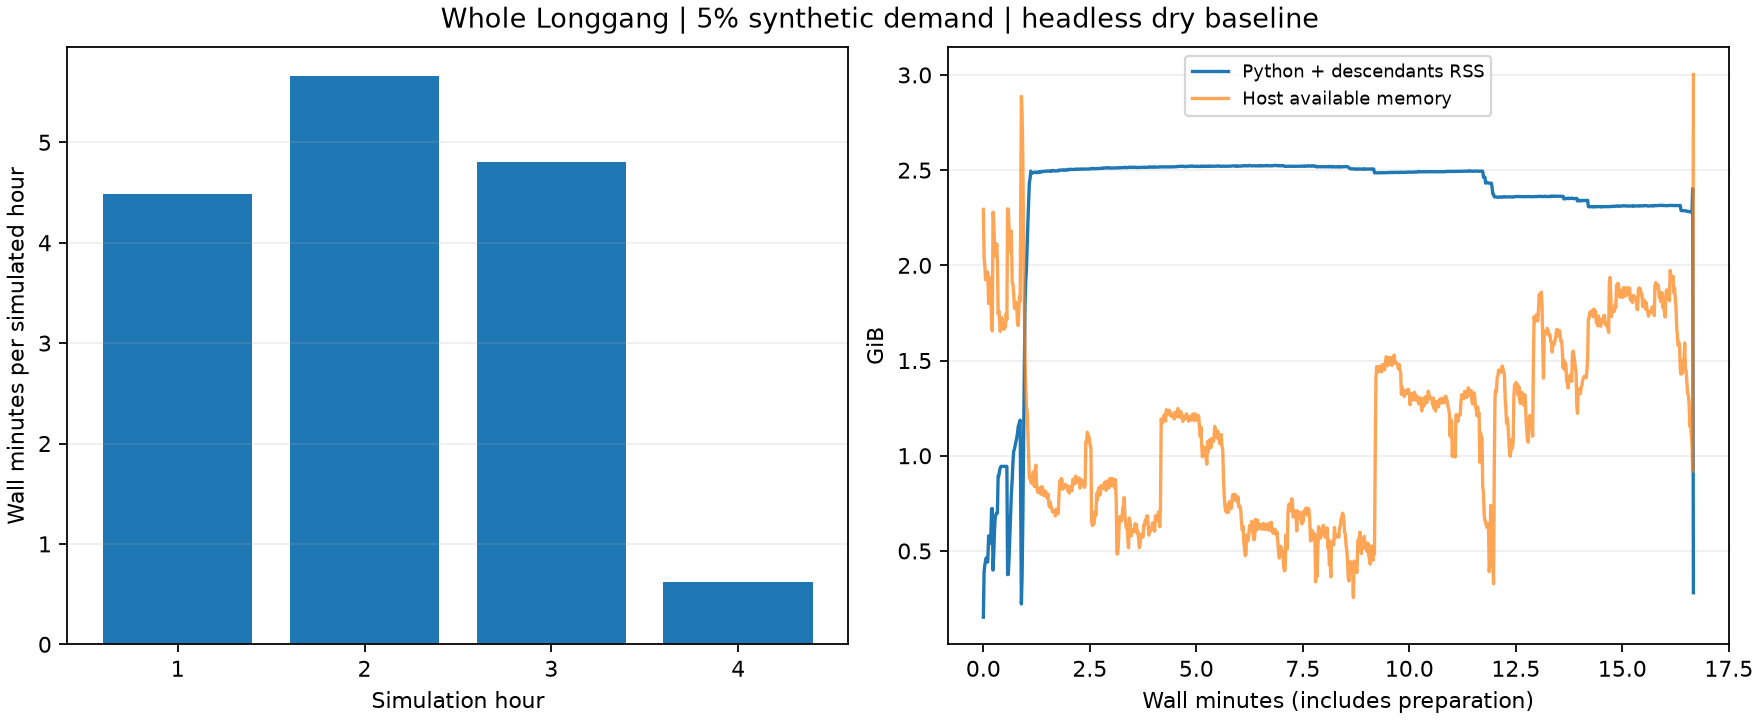 Whole Longgang | 5% synthetic demand | headless dry baseline
Wall minutes per simulated hour
5
4
3
2
1
0
1 2 3 4
Simulation hour
Python + descendants RSS
Host available memory
GiB
3.0
2.5
2.0
1.5
1.0
0.5
0.0 2.5 5.0 7.5 10.0 12.5 15.0 17.5
Wall minutes (includes preparation)